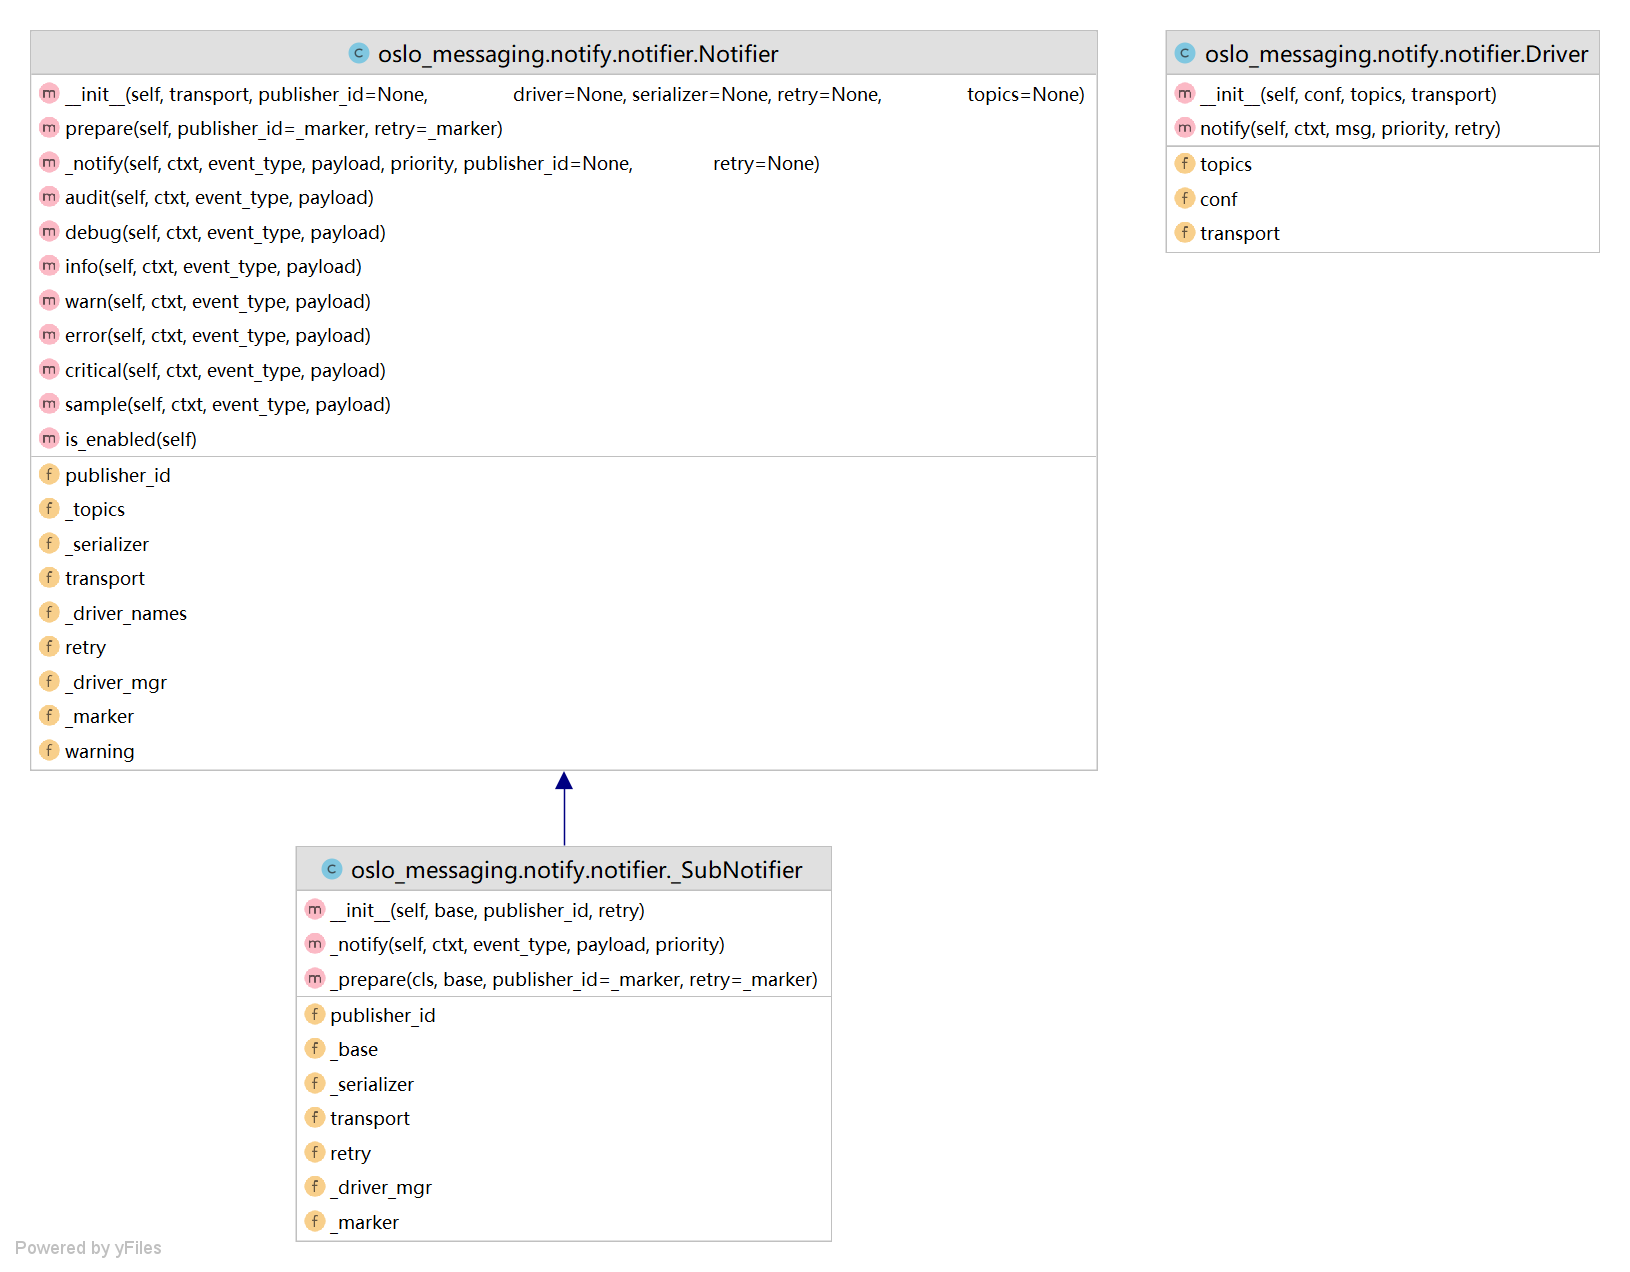 oslo_messaging.notify.notifier.Notifier
__init__(self, transport, publisher_id=None, driver=None, serializer=None, retry=None, topics=None)
prepare(self, publisher_id=_marker, retry=_marker)
_notify(self, ctxt, event_type, payload, priority, publisher_id=None, retry=None)
audit(self, ctxt, event_type, payload)
debug(self, ctxt, event_type, payload)
info(self, ctxt, event_type, payload)
warn(self, ctxt, event_type, payload)
error(self, ctxt, event_type, payload)
critical(self, ctxt, event_type, payload)
sample(self, ctxt, event_type, payload)
is_enabled(self)
publisher_id
_topics
_serializer
transport
_driver_names
retry
_driver_mgr
_marker
warning
oslo_messaging.notify.notifier.Driver
__init__(self, conf, topics, transport)
notify(self, ctxt, msg, priority, retry)
topics
conf
transport
oslo_messaging.notify.notifier._SubNotifier
__init__(self, base, publisher_id, retry)
_notify(self, ctxt, event_type, payload, priority)
_prepare(cls, base, publisher_id=_marker, retry=_marker)
publisher_id
_base
_serializer
transport
retry
_driver_mgr
_marker
Powered by yFiles